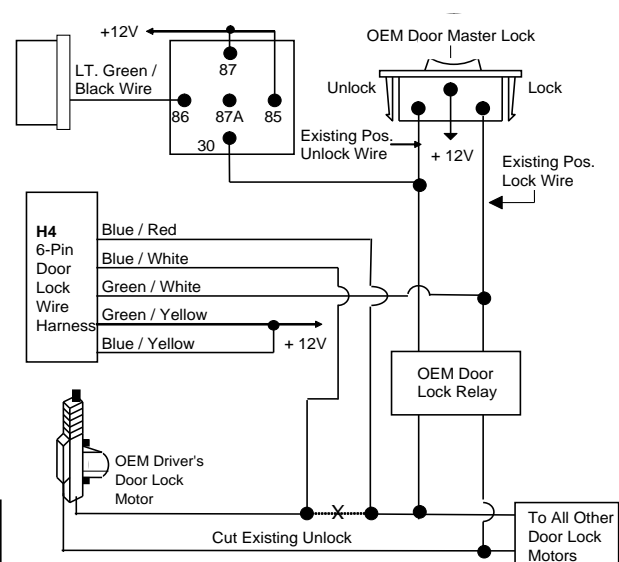 +12V
OEM Door Master Lock
LT. Green /
Black Wire
87
86
87A
85
30
Unlock
Lock
+ 12V
Existing Pos.
Unlock Wire
Existing Pos.
Lock Wire
H4
6-Pin
Door
Lock
Wire
Harness
Blue / Red
Blue / White
Green / White
Green / Yellow
Blue / Yellow
+ 12V
OEM Door
Lock Relay
OEM Driver's
Door Lock
Motor
X
Cut Existing Unlock
To All Other
Door Lock
Motors